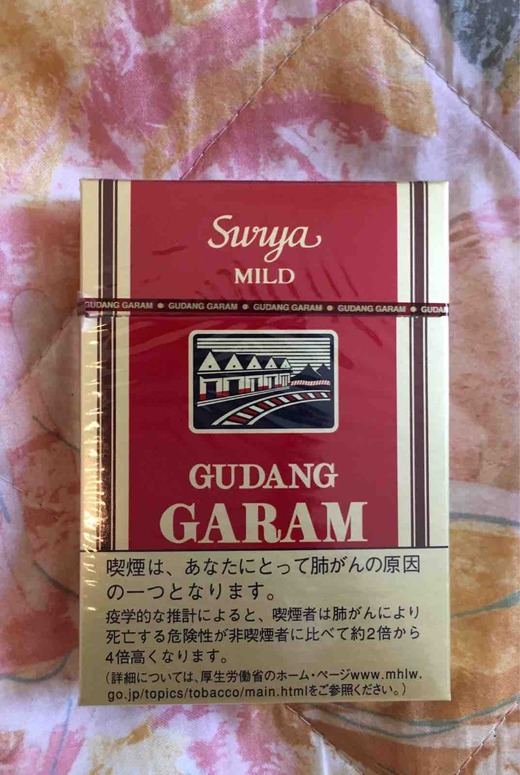 Surya
MILD
GUDANG GARAM • GUDANG GARAM • GUDANG GARAM • GUDANG GARAM • GUDAN
GUDANG
GARAM
喫煙は、あなたにとって肺がんの原因
の一つとなります。
疫学的な推計によると、喫煙者は肺がんにより
死亡する危険性が非喫煙者に比べて約2倍から
4倍高くなります。
(詳細については、厚生労働省のホーム・ページwww.mhlw.
go.jp/topics/tobacco/main.htmlをご参照ください。)